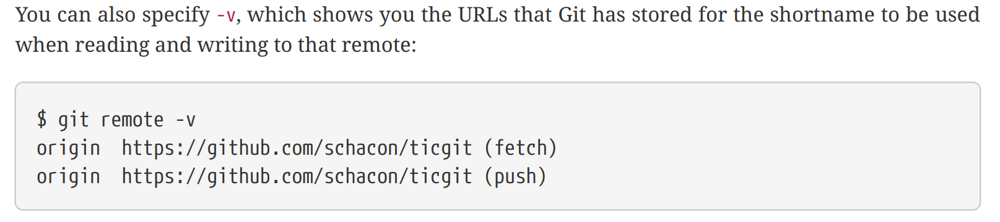 You can also specify -v, which shows you the URLs that Git has stored for the shortname to be used
when reading and writing to that remote:
$ git remote -v
origin  https://github.com/schacon/ticgit (fetch)
origin  https://github.com/schacon/ticgit (push)